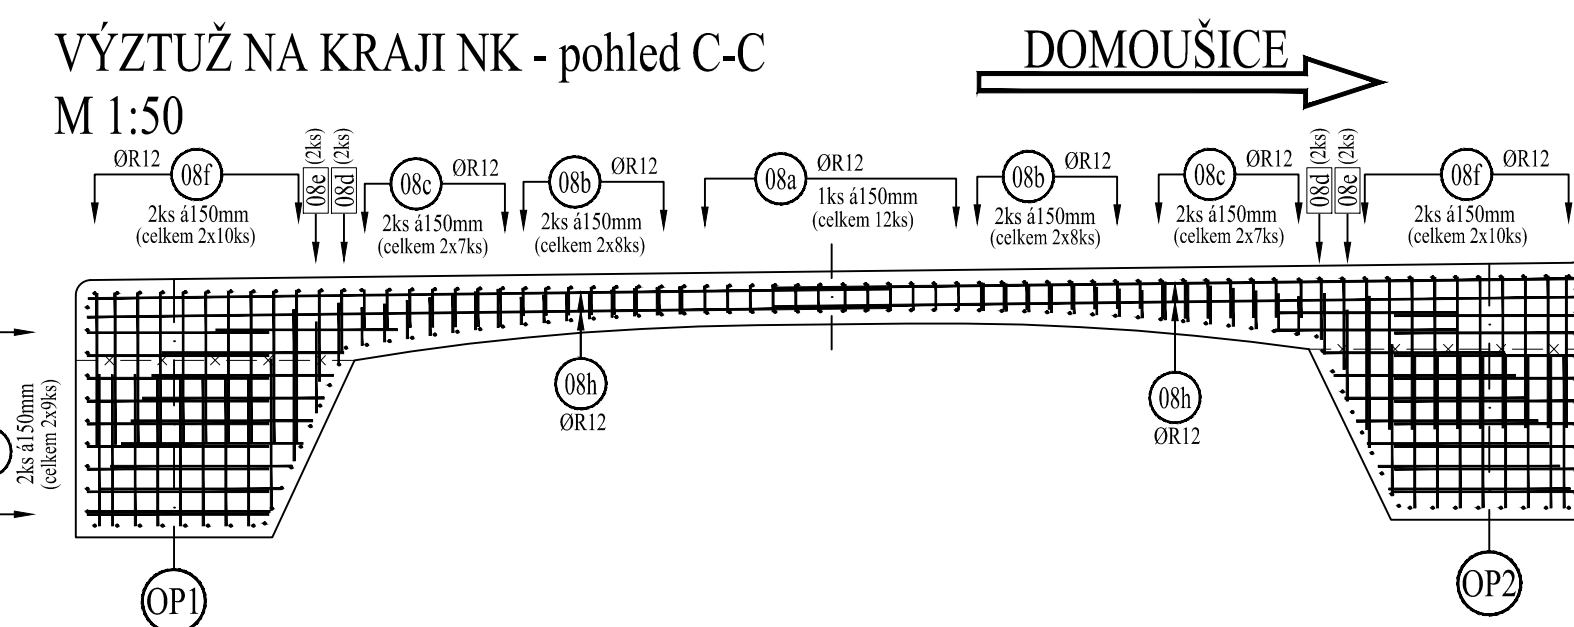 VÝZTUŽ NA KRAJI NK - pohled C-C
M 1:50
DOMOUŠICE
ØR12
08f
2ks á150mm
(celkem 2x10ks)
08e (2ks)
08d (2ks)
08c
ØR12
2ks á150mm
(celkem 2x7ks)
08b
ØR12
2ks á150mm
(celkem 2x8ks)
08a
ØR12
1ks á150mm
(celkem 12ks)
08b
ØR12
2ks á150mm
(celkem 2x8ks)
08c
ØR12
2ks á150mm
(celkem 2x7ks)
08d (2ks)
08e (2ks)
08f
ØR12
2ks á150mm
(celkem 2x10ks)
2ks á150mm
(celkem 2x9ks)
08h
ØR12
08h
ØR12
OP1
OP2